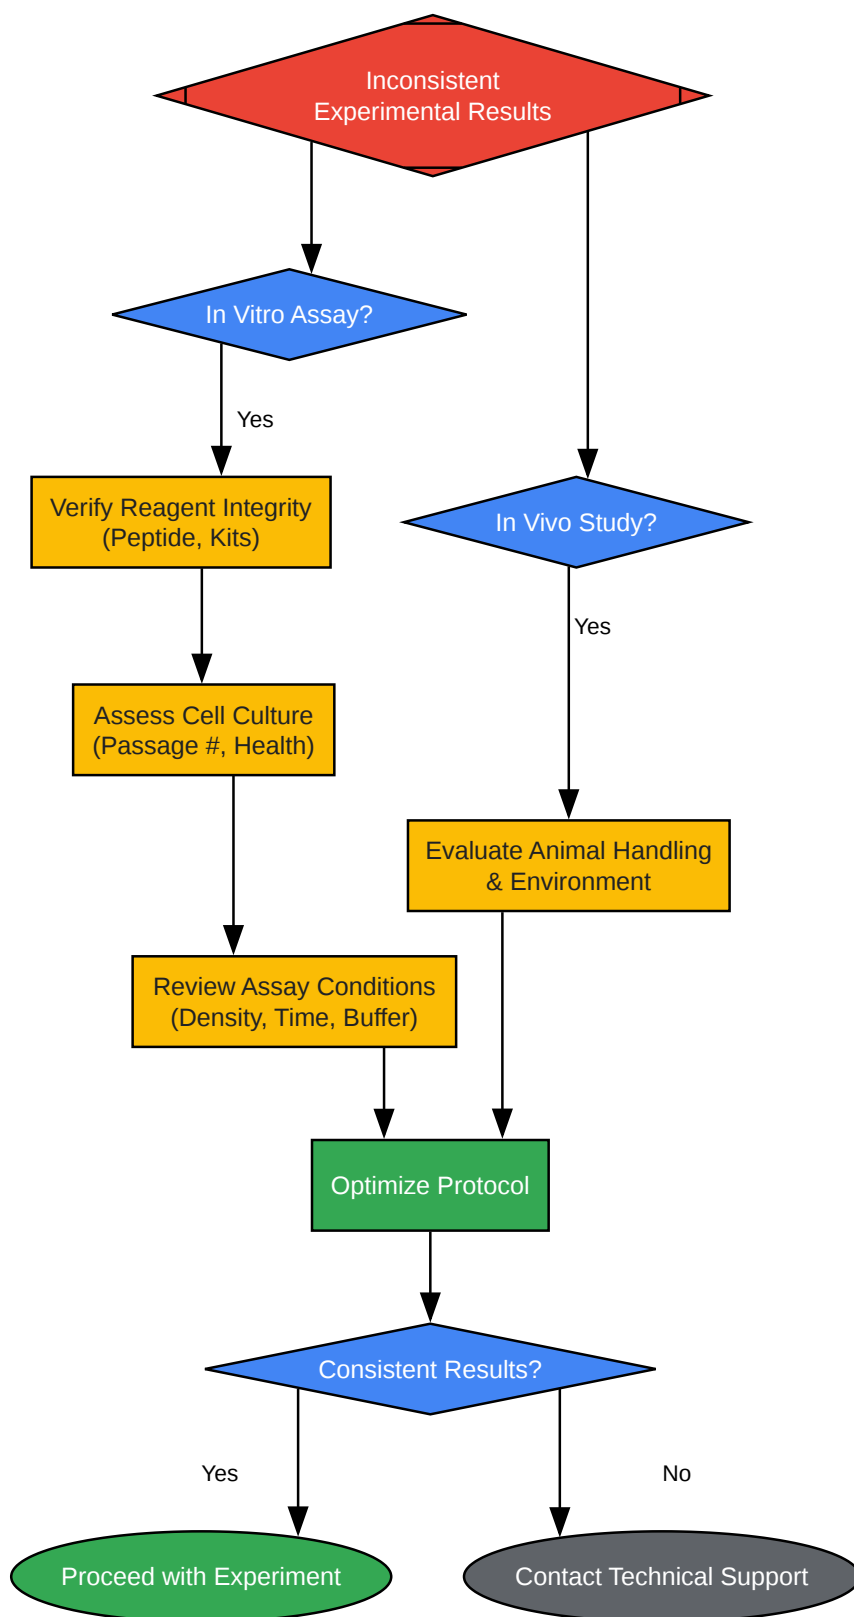 Inconsistent
Experimental Results
In Vitro Assay?
Yes
Verify Reagent Integrity
(Peptide, Kits)
In Vivo Study?
Yes
Assess Cell Culture
(Passage #, Health)
Evaluate Animal Handling
& Environment
Review Assay Conditions
(Density, Time, Buffer)
Optimize Protocol
Consistent Results?
Yes
No
Proceed with Experiment
Contact Technical Support